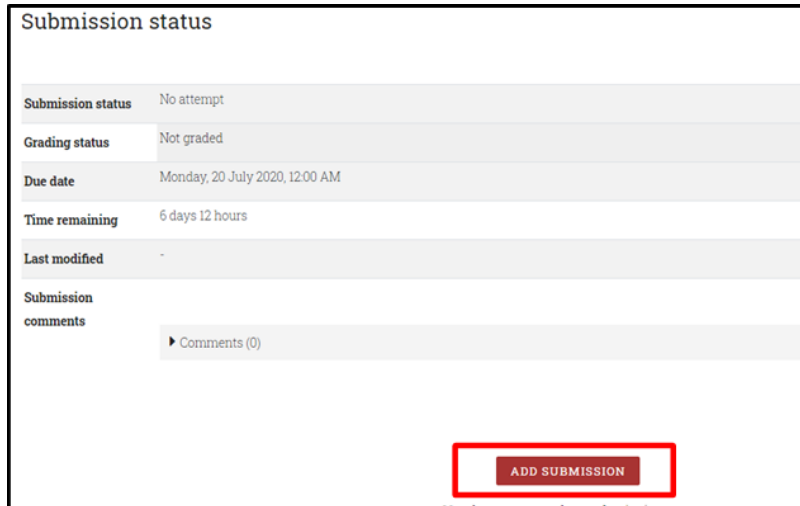 Submission status
Submission status No attempt
Grading status Not graded
Due date Monday, 20 July 2020, 12:00 AM
Time remaining 6 days 12 hours
Last modified -
Submission
comments
Comments (0)
ADD SUBMISSION